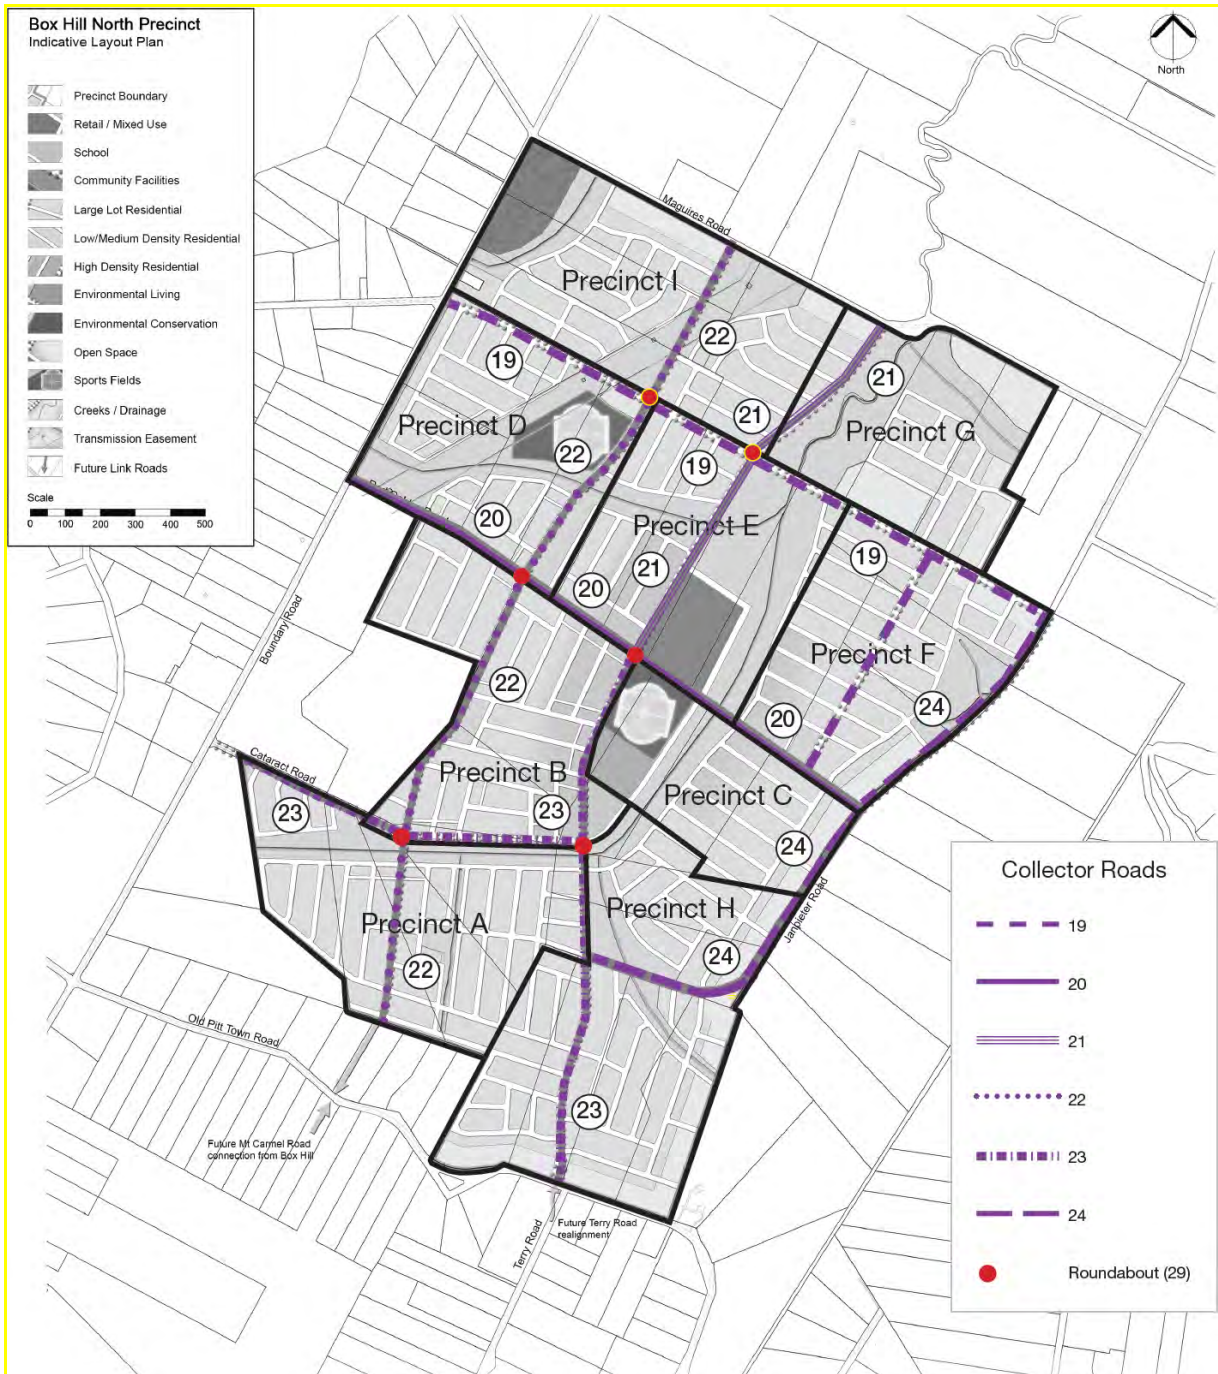 Box Hill North Precinct
Indicative Layout Plan
Precinct Boundary
Retail / Mixed Use
School
Community Facilities
Large Lot Residential
Low/Medium Density Residential
High Density Residential
Environmental Living
Environmental Conservation
Open Space
Sports Fields
Creeks / Drainage
Transmission Easement
Future Link Roads
Scale
0 100 200 300 400 500
North
Maguires Road
Precinct I
22
19
21
21
Precinct D
Precinct G
22
19
20
Precinct E
19
21
20
Boundary Road
Precinct F
22
24
20
Cataract Road
Precinct B
Precinct C
23
23
24
Precinct A
Precinct H
Janpieter Road
22
24
Old Pitt Town Road
23
Future Mt Carmel Road
connection from Box Hill
Terry Road
Future Terry Road
realignment
Collector Roads
19
20
21
22
23
24
Roundabout (29)